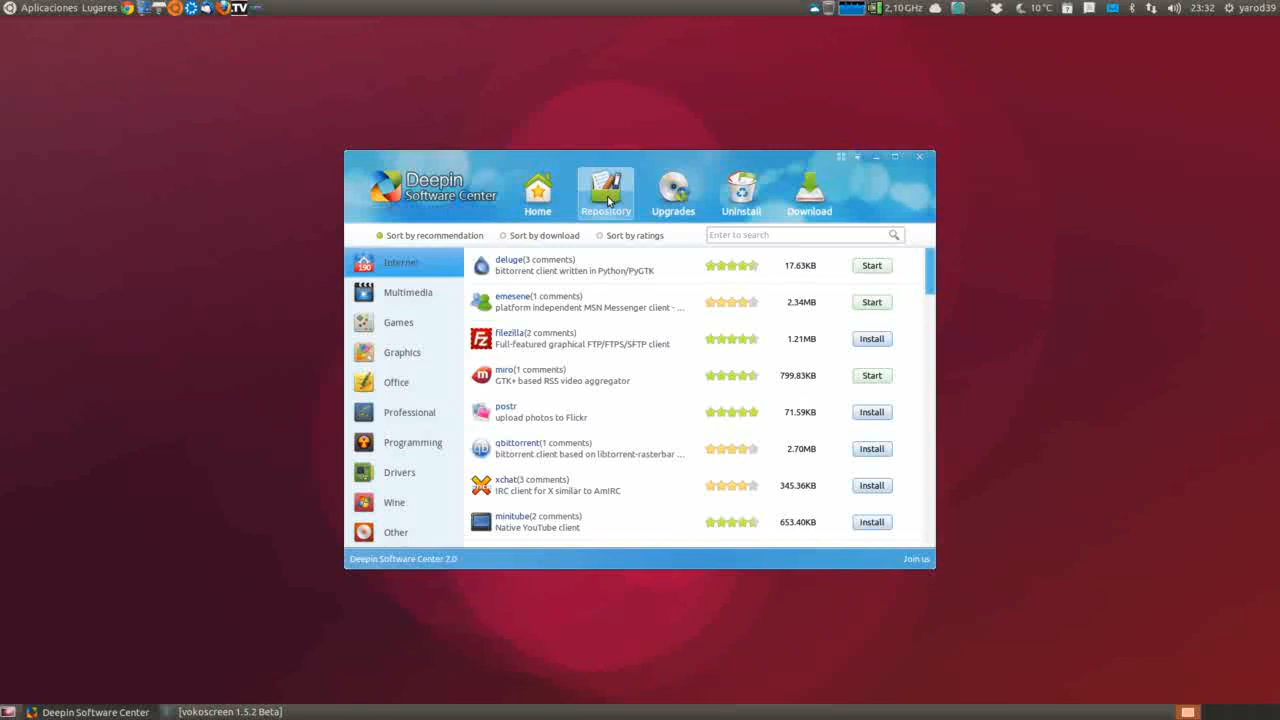 Aplicaciones Lugares
.TV
2,10 GHz
10 °C
7
23:32
yarod39
Deepin
Software Center
Home
Repository
Upgrades
Uninstall
Download
Sort by recommendation
Sort by download
Sort by ratings
Enter to search
190
Internet
Multimedia
Games
Graphics
Office
Professional
Programming
Drivers
Wine
Other
deluge(3 comments)
bittorrent client written in Python/PyGTK
17.63KB
Start
emesene(1 comments)
platform independent MSN Messenger client - ...
2.34MB
Start
Fz
filezilla(2 comments)
Full-featured graphical FTP/FTPS/SFTP client
1.21MB
Install
m
miro(1 comments)
GTK+ based RSS video aggregator
799.83KB
Start
postr
upload photos to Flickr
71.59KB
Install
qb
qbittorrent(1 comments)
bittorrent client based on libtorrent-rasterbar ...
2.70MB
Install
xchat(3 comments)
IRC client for X similar to AmIRC
345.36KB
Install
minitube(2 comments)
Native YouTube client
653.40KB
Install
Deepin Software Center 2.0
Join us
Deepin Software Center
[vokoscreen 1.5.2 Beta]